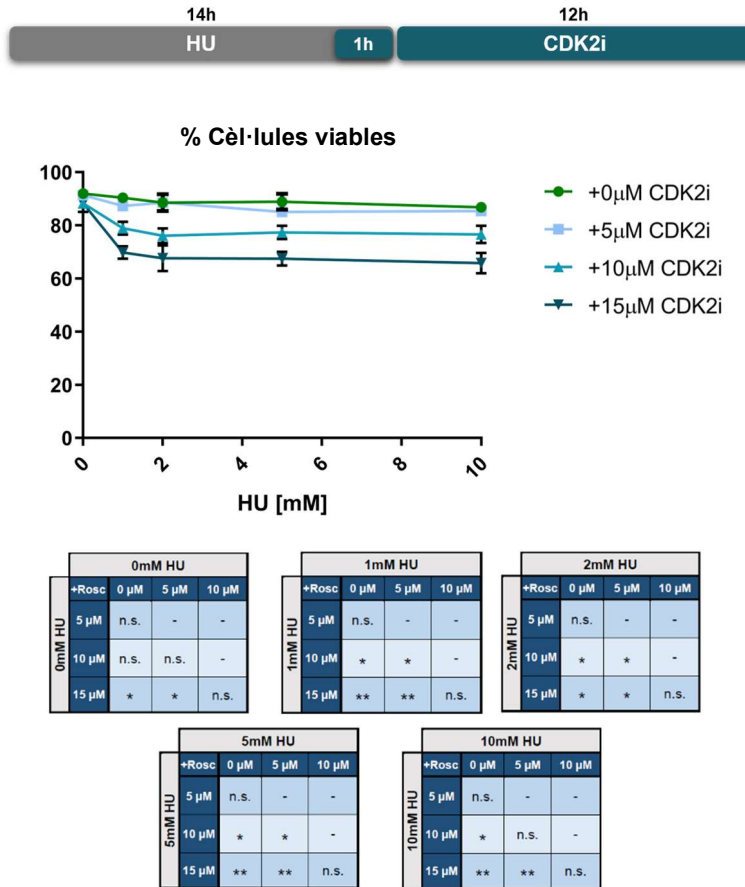 14h 12h
HU 1h CDK2i
% Cèl·lules viables
100
80
60
40
20
0
0 2 4 6 8 10
HU [mM]
+0μM CDK2i
+5μM CDK2i
+10μM CDK2i
+15μM CDK2i
0mM HU
0mM HU
+Rosc 0 μM 5 μM 10 μM
5 μM n.s. - -
10 μM n.s. n.s. -
15 μM * * n.s.
1mM HU
1mM HU
+Rosc 0 μM 5 μM 10 μM
5 μM n.s. - -
10 μM * * -
15 μM ** ** n.s.
2mM HU
2mM HU
+Rosc 0 μM 5 μM 10 μM
5 μM n.s. - -
10 μM * * -
15 μM * * n.s.
5mM HU
5mM HU
+Rosc 0 μM 5 μM 10 μM
5 μM n.s. - -
10 μM * * -
15 μM ** ** n.s.
10mM HU
10mM HU
+Rosc 0 μM 5 μM 10 μM
5 μM n.s. - -
10 μM * n.s. -
15 μM ** ** n.s.